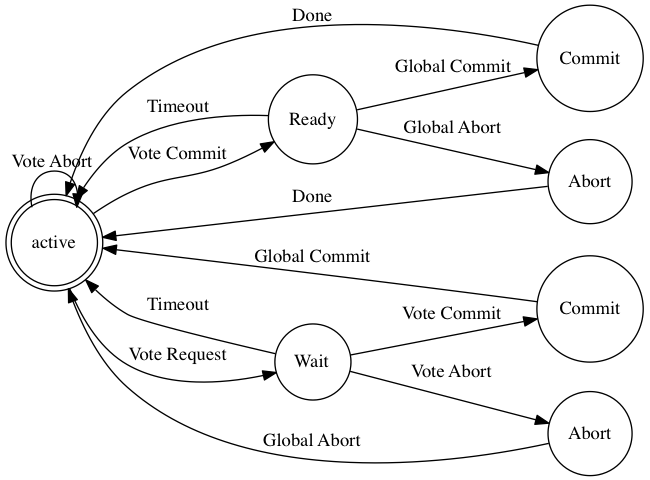 Done
Commit
Global Commit
Timeout
Ready
Global Abort
Vote Commit
Vote Abort
Abort
Done
active
Global Commit
Commit
Timeout
Vote Commit
Vote Request
Wait
Vote Abort
Abort
Global Abort